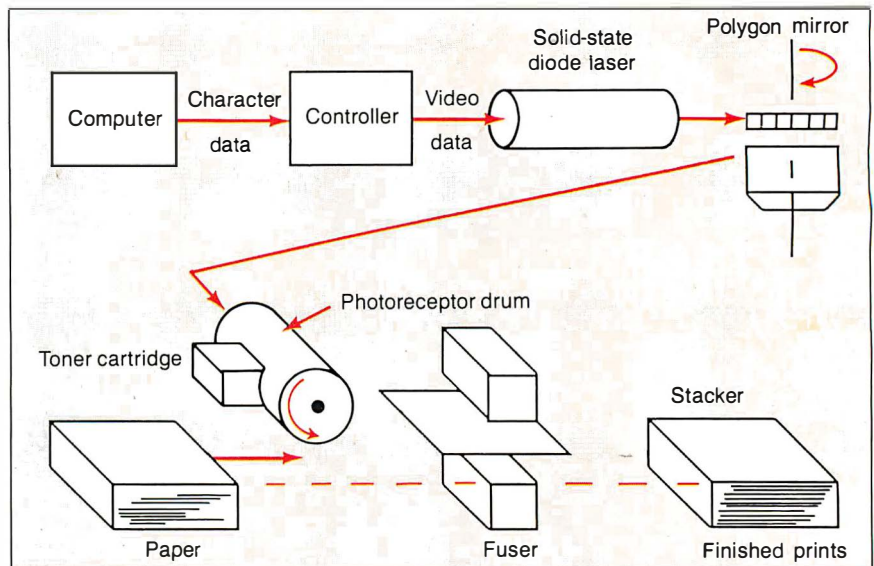 Polygon mirror
Solid-state
diode laser
Computer
Character
data
Controller
Video
data
Photoreceptor drum
Toner cartridge
Stacker
Paper
Fuser
Finished prints